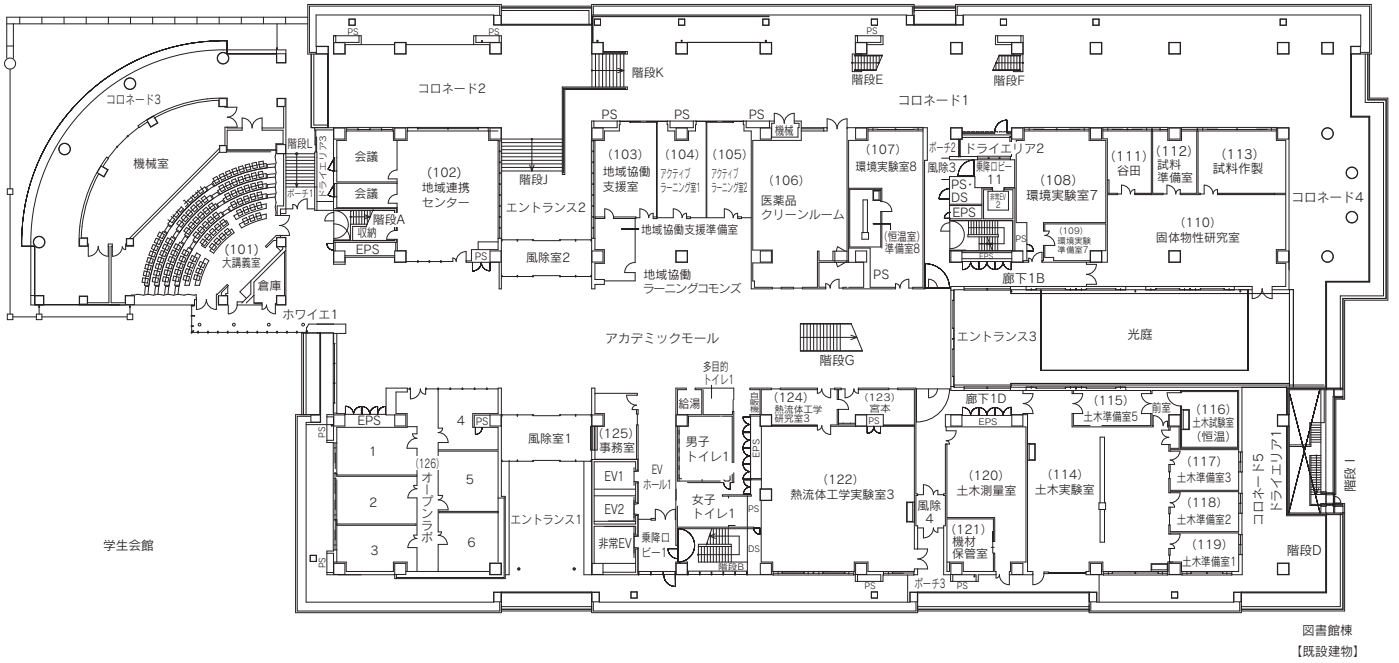 PS
PS
PS
階段K
階段E
階段F
コロネード2
コロネード3
コロネード1
PS
PS
PS
機械
階段L
ドライエリア3
ポーチ1
機械室
会議
会議
(102)
地域連携
センター
階段J
(103)
地域協働
支援室
(104)
アクティブ
ラーニング室1
(105)
アクティブ
ラーニング室2
(106)
医薬品
クリーンルーム
(107)
環境実験室8
ポーチ2
風除3
ドライエリア2
乗降ロビー
11
PS・
DS
非常EV
2
EPS
(108)
環境実験室7
(111)
谷田
(112)
試料
準備室
(113)
試料作製
コロネード4
階段A
収納
EPS
エントランス2
地域協働支援準備室
(恒温室)
準備室8
PS
(109)
環境実験
準備室7
(110)
固体物性研究室
(101)
大講義室
倉庫
PS
風除室2
地域協働
ラーニングコモンズ
PS
EPS
廊下1B
ホワイエ1
アカデミックモール
階段G
エントランス3
光庭
多目的
トイレ1
給湯
自販機
(124)
熱流体工学
研究室3
(123)
宮本
PS
廊下1D
EPS
(115)
土木準備室5
前室
(116)
土木試験室
(恒温)
PS
EPS
4
PS
風除室1
(125)
事務室
男子
トイレ1
EPS
1
(126)
オープンラボ
5
EV1
EV
ホール1
(122)
熱流体工学実験室3
(120)
土木測量室
(114)
土木実験室
(117)
土木準備室3
コロネード5
ドライエリア1
階段I
2
エントランス1
EV2
女子
トイレ1
PS
風除
4
(118)
土木準備室2
(121)
機材
保管室
3
6
非常EV
乗降ロ
ビー1
DS
階段B
(119)
土木準備室1
階段D
PS
学生会館
PS
ポーチ3
PS
図書館棟
【既設建物】